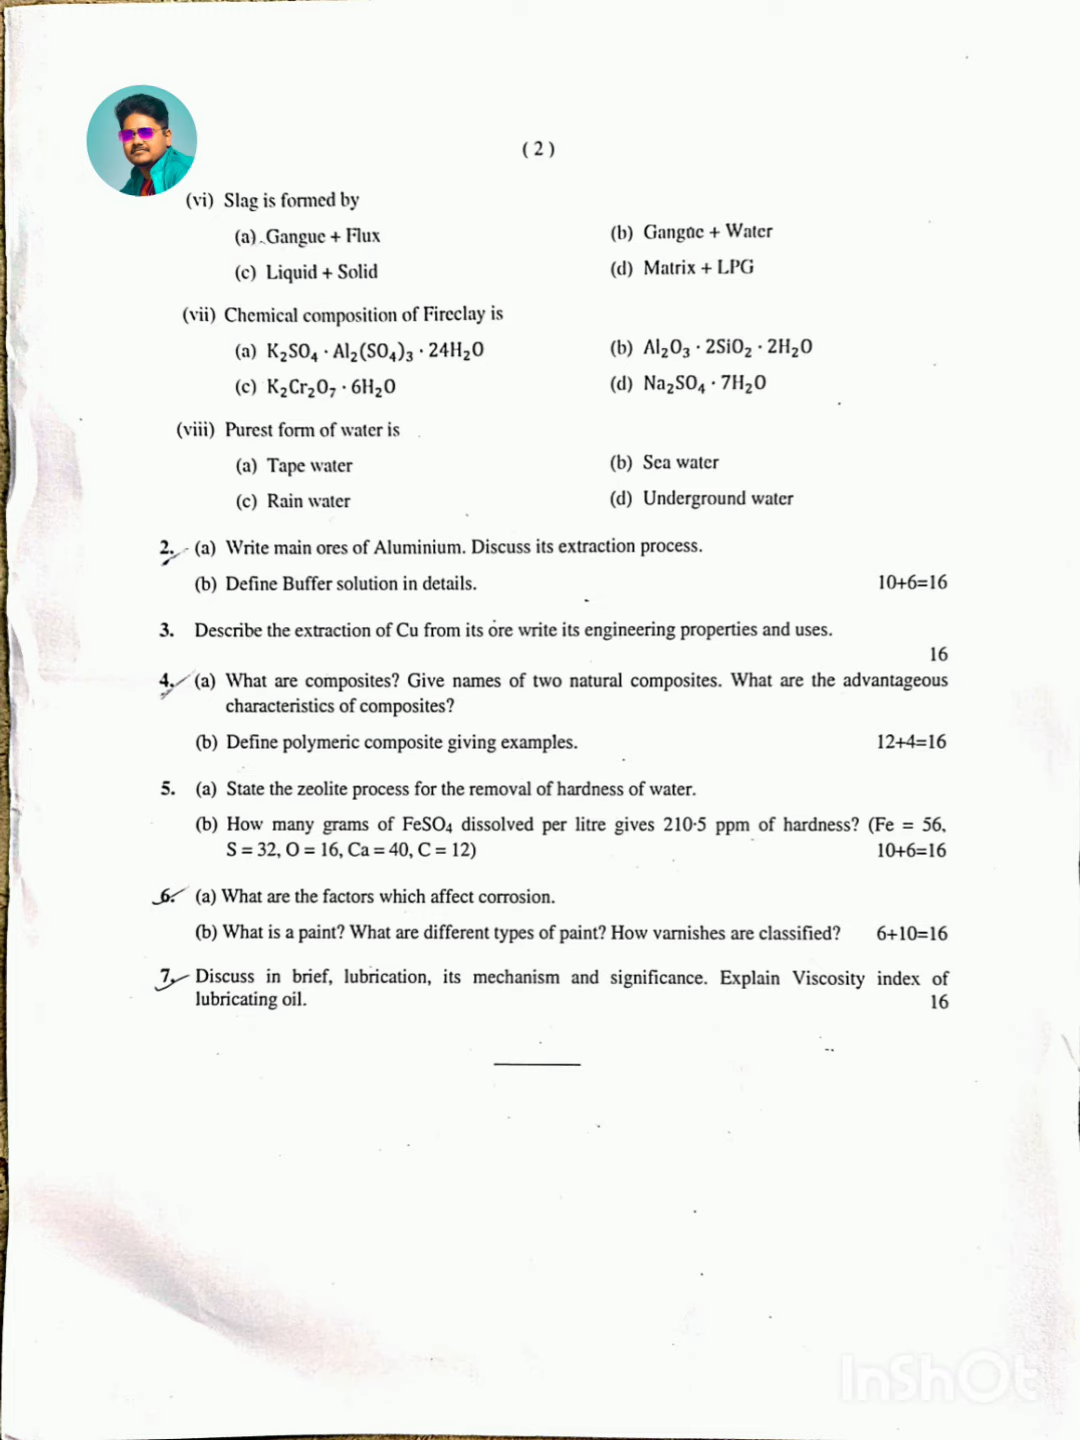 (2)
(vi) Slag is formed by
(a) Gangue + Flux (b) Gangue + Water
(c) Liquid + Solid (d) Matrix + LPG
(vii) Chemical composition of Fireclay is
(a) K₂SO₄ · Al₂(SO₄)₃ · 24H₂O (b) Al₂O₃ · 2SiO₂ · 2H₂O
(c) K₂Cr₂O₇ · 6H₂O (d) Na₂SO₄ · 7H₂O
(viii) Purest form of water is
(a) Tape water (b) Sea water
(c) Rain water (d) Underground water
2. (a) Write main ores of Aluminium. Discuss its extraction process.
(b) Define Buffer solution in details. 10+6=16
3. Describe the extraction of Cu from its ore write its engineering properties and uses.
16
4. (a) What are composites? Give names of two natural composites. What are the advantageous
characteristics of composites?
(b) Define polymeric composite giving examples. 12+4=16
5. (a) State the zeolite process for the removal of hardness of water.
(b) How many grams of FeSO₄ dissolved per litre gives 210·5 ppm of hardness? (Fe = 56,
S = 32, O = 16, Ca = 40, C = 12) 10+6=16
6. (a) What are the factors which affect corrosion.
(b) What is a paint? What are different types of paint? How varnishes are classified? 6+10=16
7. Discuss in brief, lubrication, its mechanism and significance. Explain Viscosity index of
lubricating oil. 16
InShOt